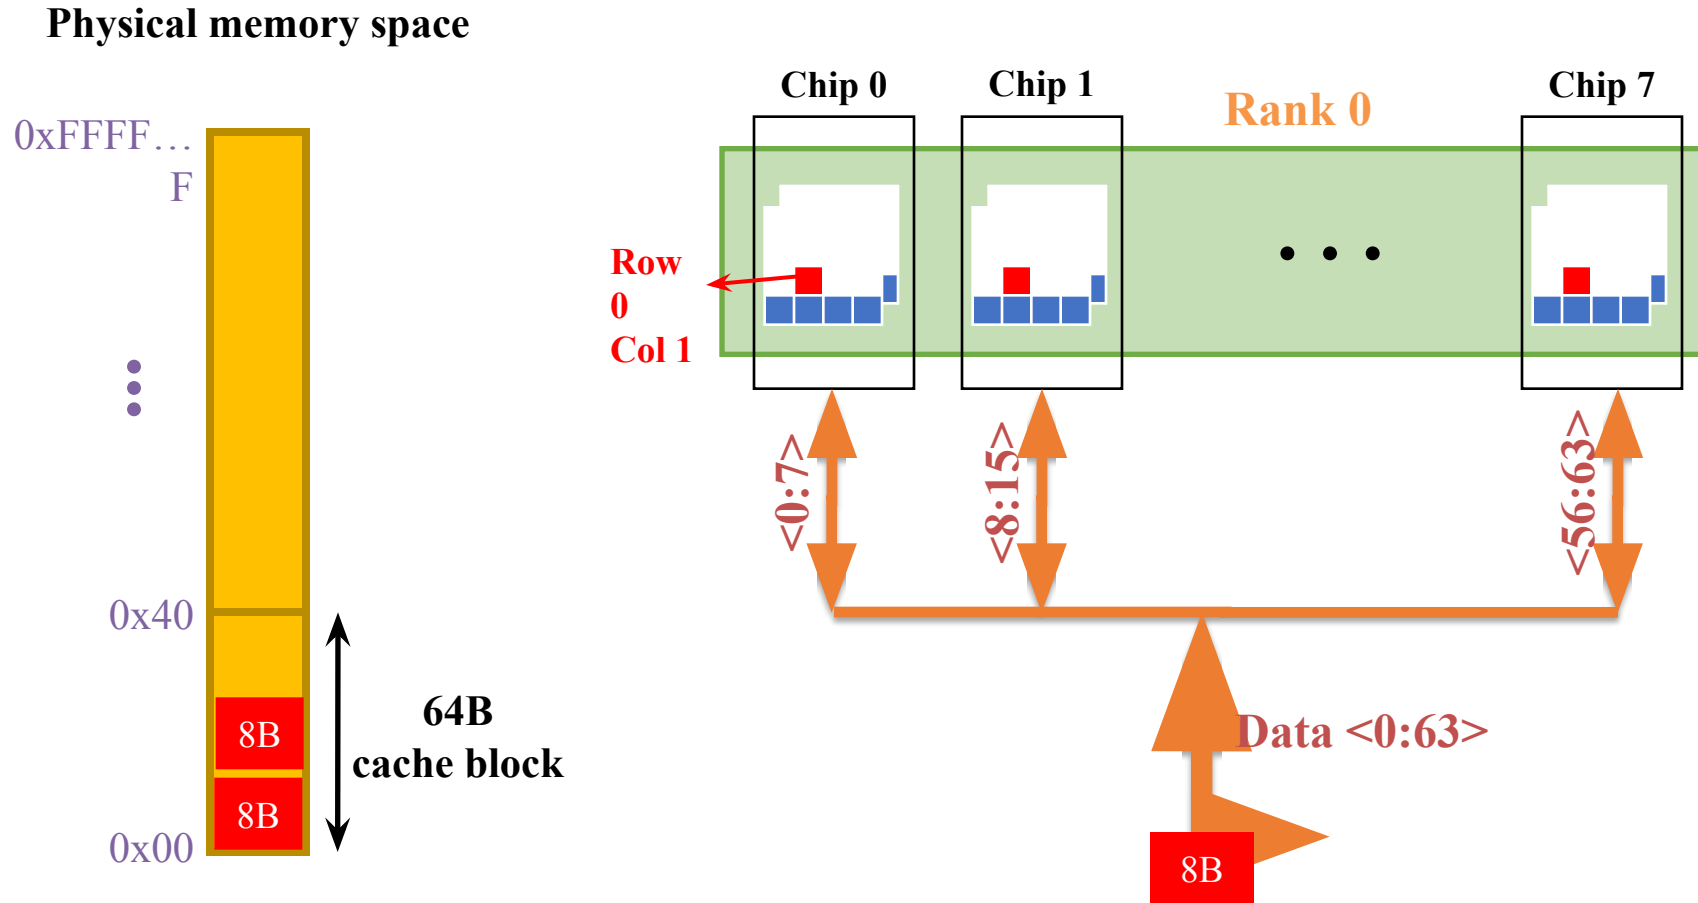 Physical memory space
0xFFFF…
F
0x40
0x00
8B
8B
64B
cache block
Chip 0
Chip 1
Rank 0
Chip 7
Row
0
Col 1
<0:7>
<8:15>
<56:63>
Data <0:63>
8B